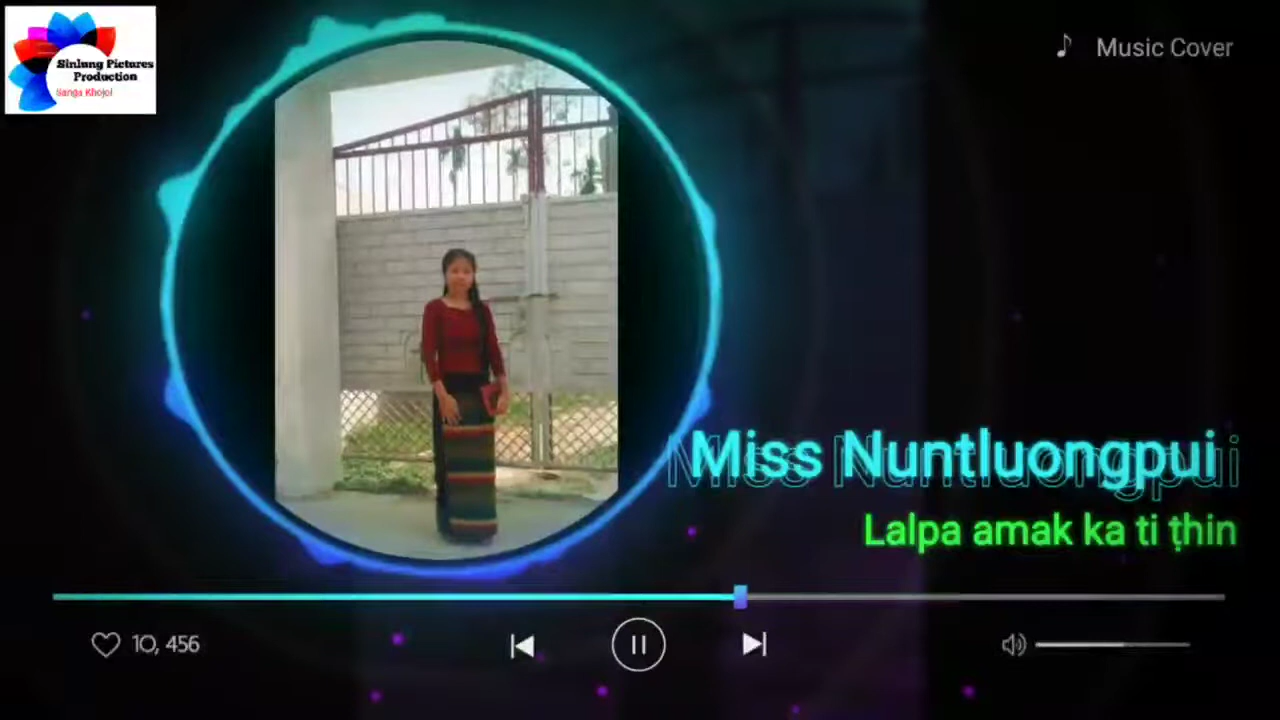 Sinlung Pictures
Production
Sanga Khojol
Music Cover
Miss Nuntluongpui
Lalpa amak ka ti ṭhin
10, 456